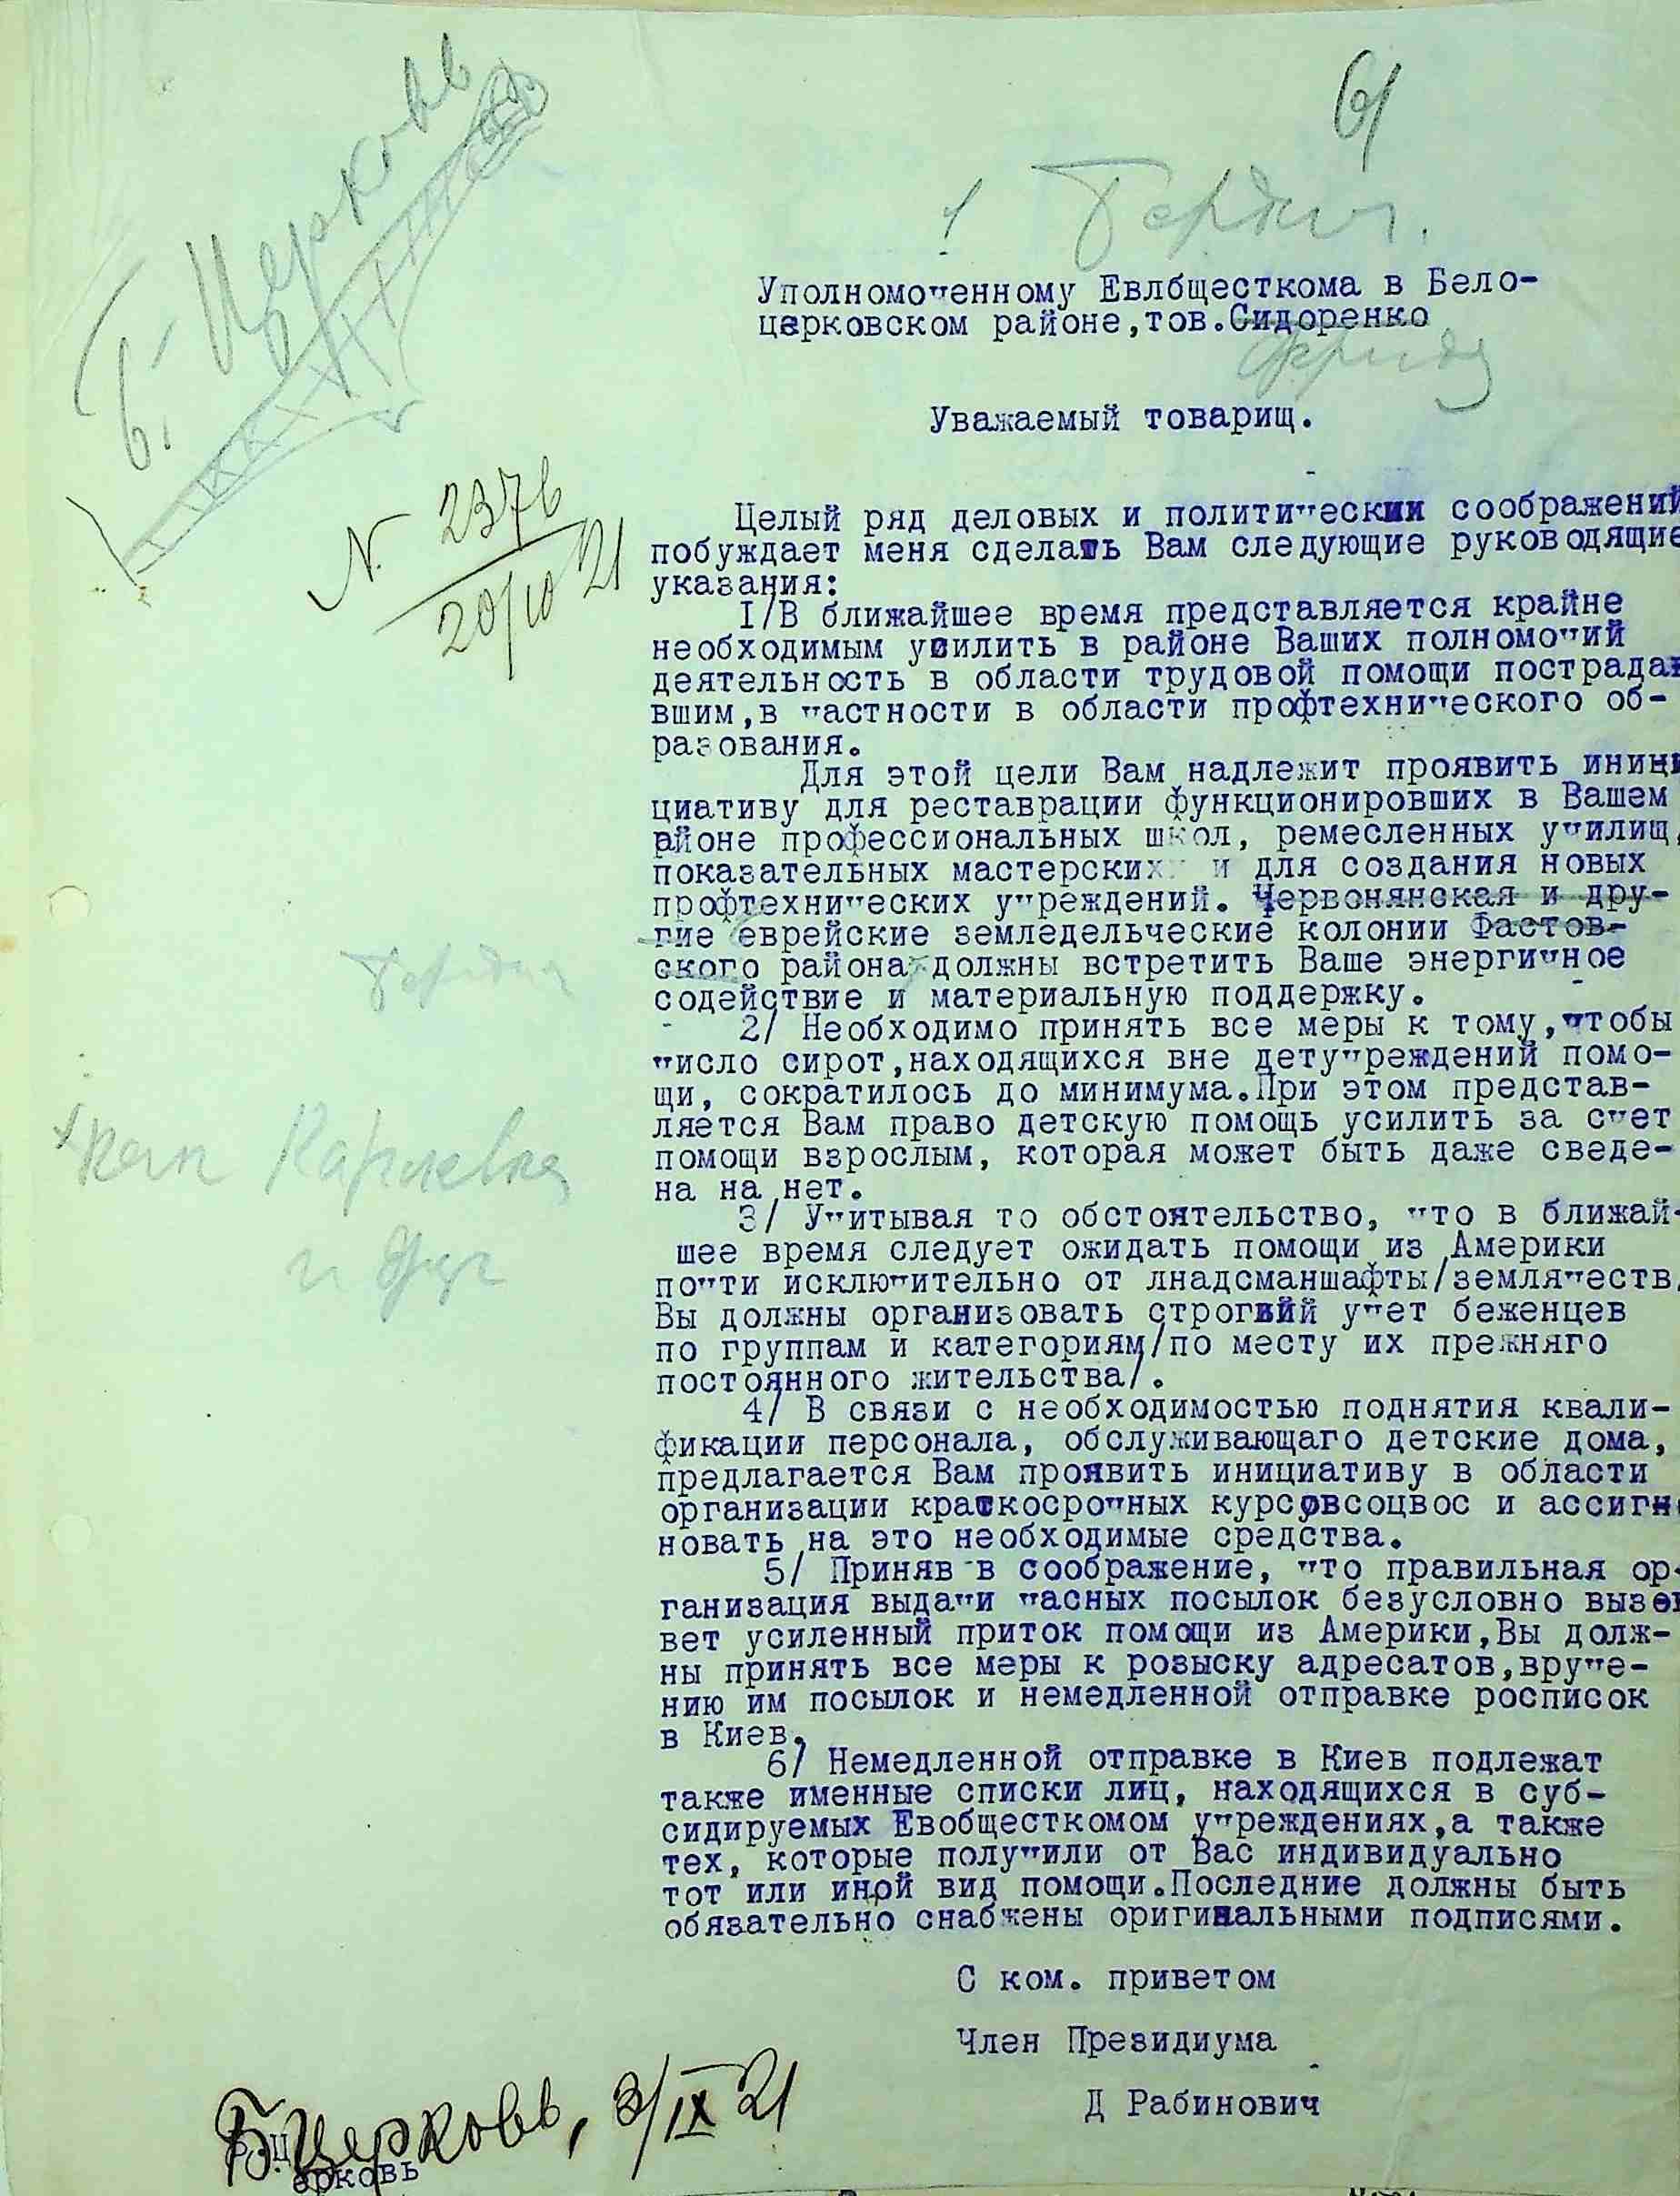 61
Б. Церковь
Бердич.
Уполномоченному Евлбщесткома в Бело-
церковском районе,тов.Сидоренко
Уважаемый товарищ.
N. 2376
20/10 21
Целый ряд деловых и политически соображений
побуждает меня сделать Вам следующие руководящие
указания:
I/В ближайшее время представляется крайне
необходимым усилить в районе Ваших полномочий
деятельность в области трудовой помощи пострада
вшим,в частности в области профтехнического об-
разования.
Для этой цели Вам надлежит проявить ини
циативу для реставрации функционировших в Вашем
районе профессиональных школ, ремесленных училищ,
показательных мастерских и для создания новых
профтехнических учреждений. Червонянская и дру-
гие еврейские земледельческие колонии Фастов-
ского района должны встретить Ваше энергичное
содействие и материальную поддержку.
2/ Необходимо принять все меры к тому,чтобы
число сирот,находящихся вне детучреждений помо-
щи, сократилось до минимума.При этом представ-
ляется Вам право детскую помощь усилить за счет
помощи взрослым, которая может быть даже сведе-
на на нет.
3/ Учитывая то обстоятельство, что в ближай-
шее время следует ожидать помощи из Америки
почти исключительно от лнадсманшафты/землячеств
Вы должны организовать строгий учет беженцев
по группам и категориям/по месту их прежняго
постоянного жительства/.
4/ В связи с необходимостью поднятия квали-
фикации персонала, обслуживающаго детские дома,
предлагается Вам проявить инициативу в области
организации краткосрочных курсовсоцвос и ассигн
новать на это необходимые средства.
5/ Приняв в соображение, что правильная ор-
ганизация выдачи часных посылок безусловно вызо
вет усиленный приток помощи из Америки,Вы долж-
ны принять все меры к розыску адресатов,вруче-
нию им посылок и немедленной отправке росписок
в Киев.
6/ Немедленной отправке в Киев подлежат
также именные списки лиц, находящихся в суб-
сидируемых Евобщесткомом учреждениях,а также
тех, которые получили от Вас индивидуально
тот или иной вид помощи.Последние должны быть
обязательно снабжены оригинальными подписями.
С ком. приветом
Член Президиума
Д Рабинович
Б.Церковь, 3/IX 21
ерковь